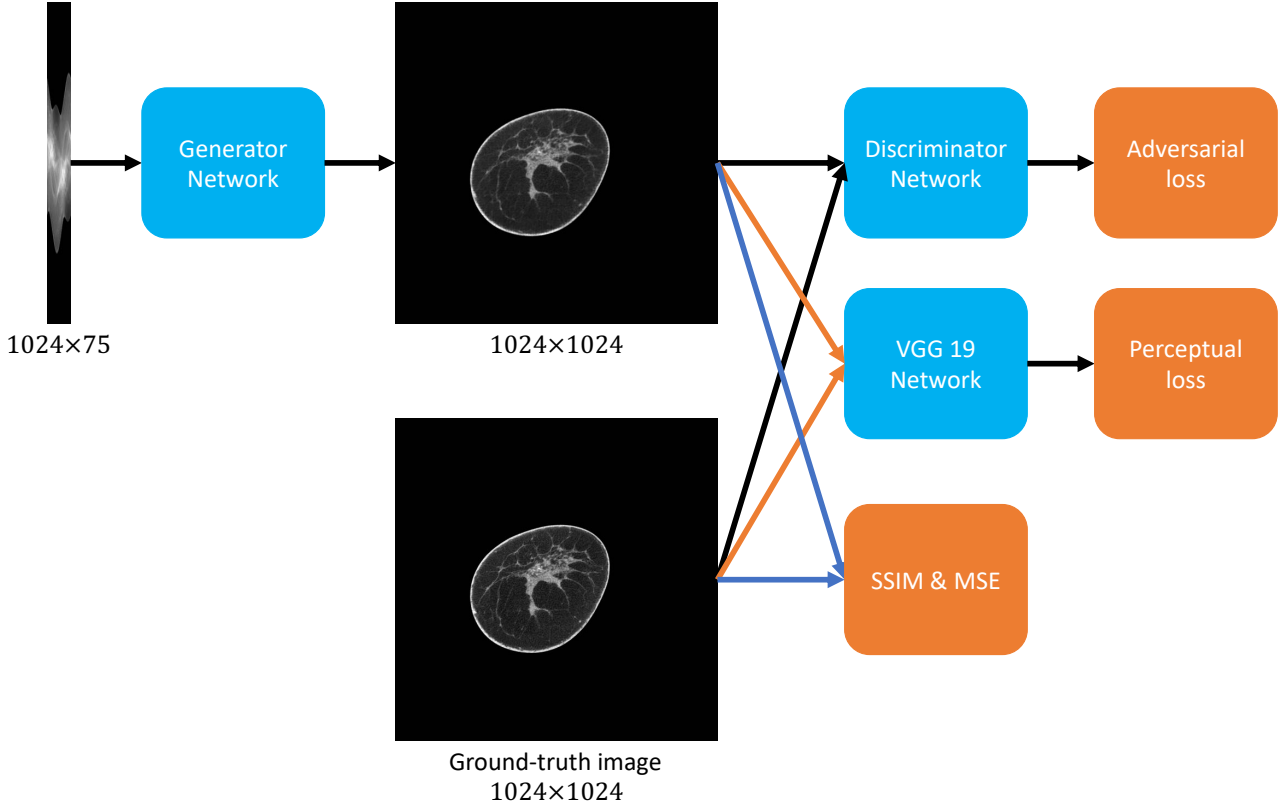 Generator
Network
Discriminator
Network
Adversarial
loss
1024×75
1024×1024
VGG 19
Network
Perceptual
loss
SSIM & MSE
Ground-truth image
1024×1024